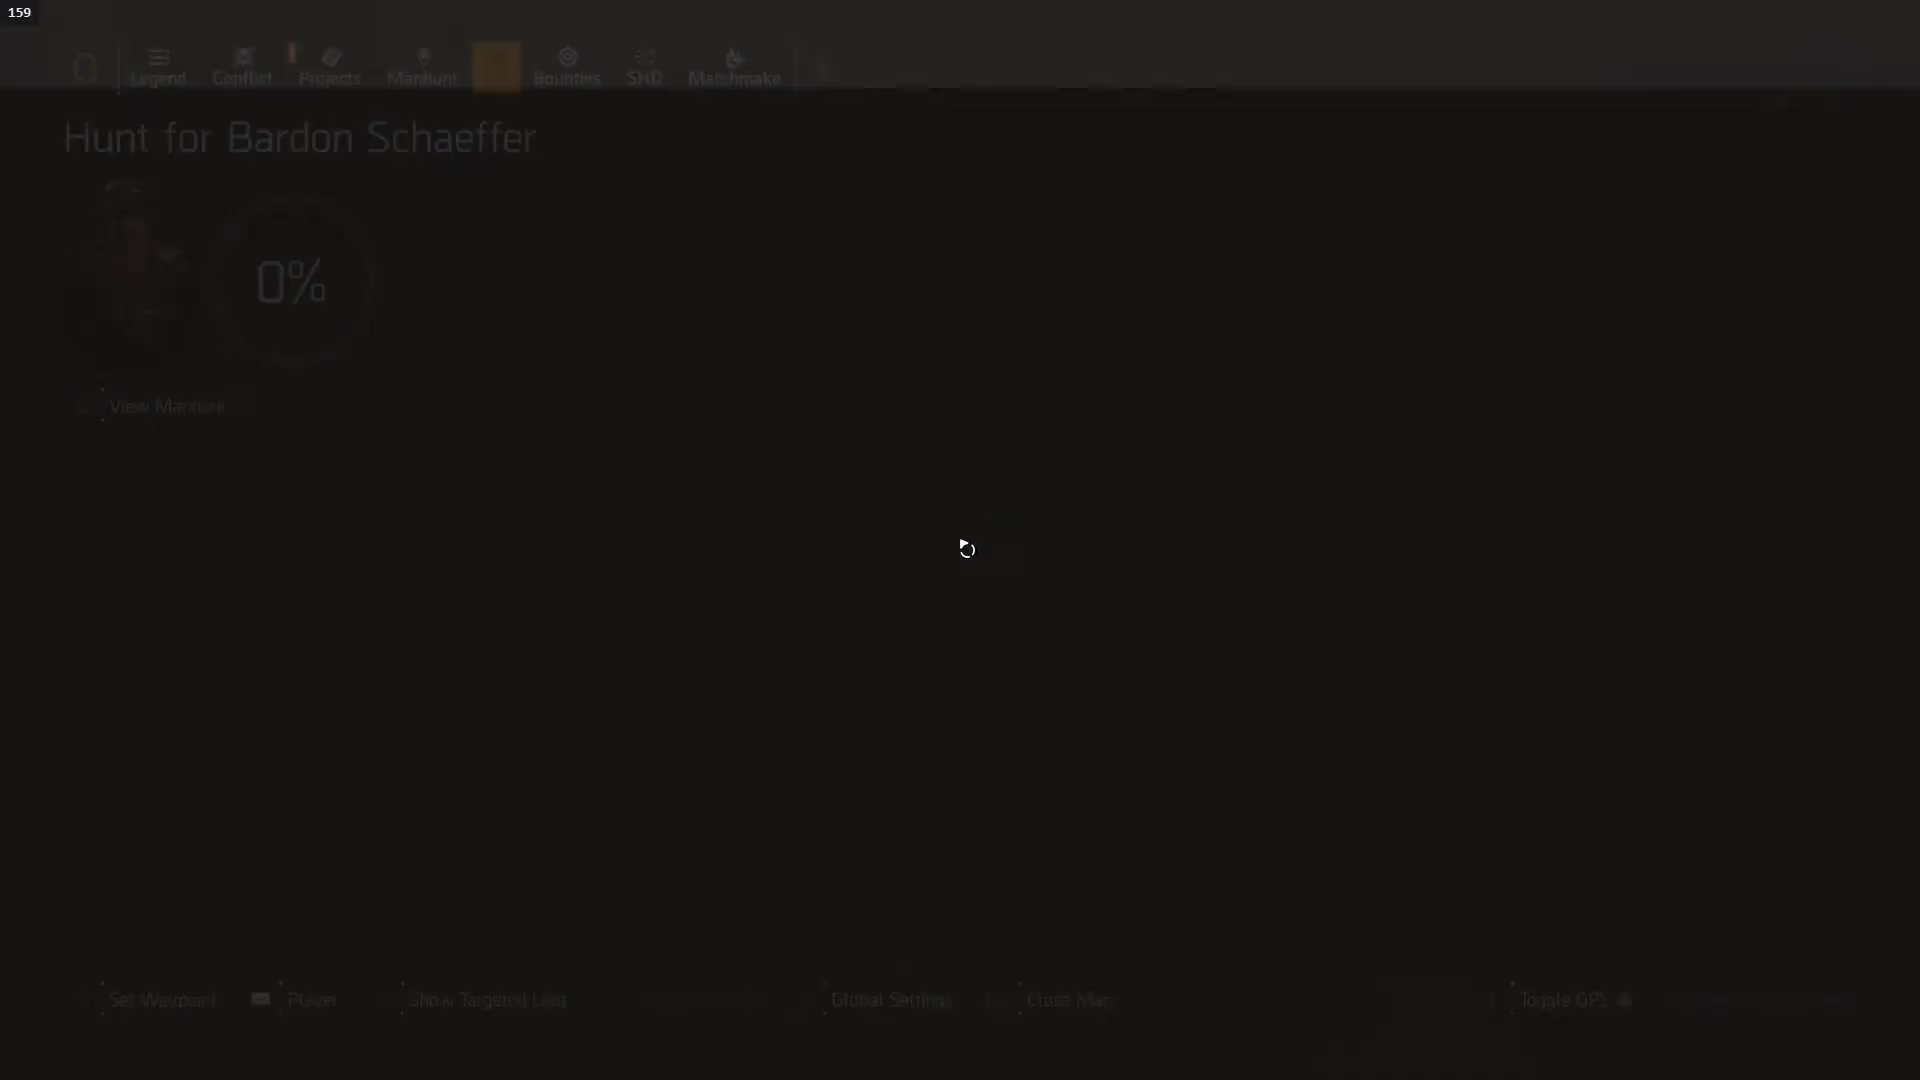 159
Legend Conflict Projects Manhunt Bounties SHD Matchmake
Hunt for Bardon Schaeffer
0%
View Manhunt
Set Waypoint Player Show Targeted Loot Global Settings Close Map Toggle GPS